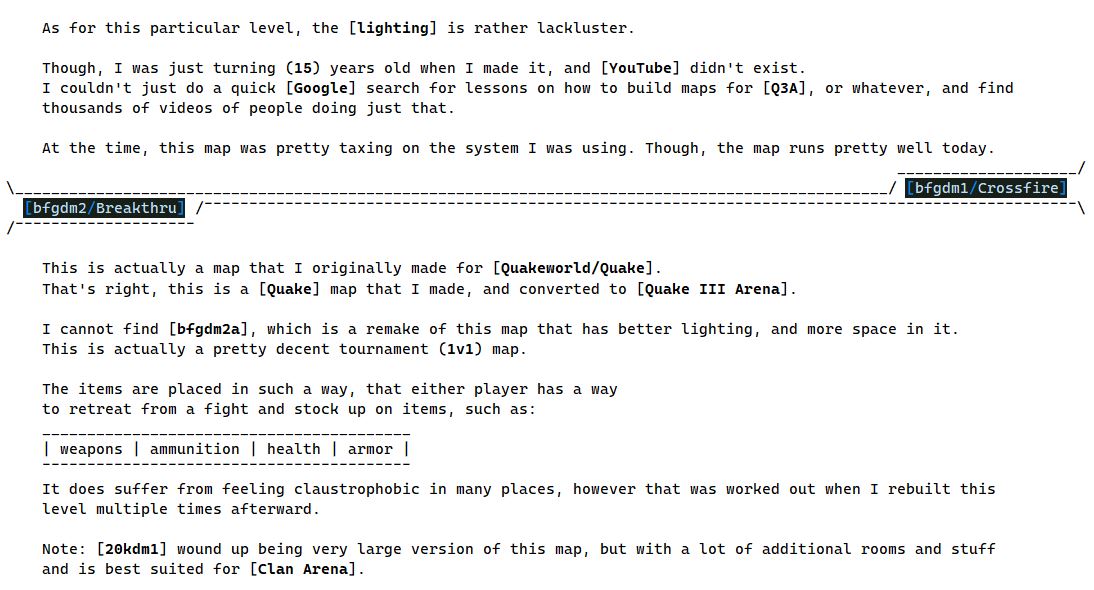 As for this particular level, the [lighting] is rather lackluster.
Though, I was just turning (15) years old when I made it, and [YouTube] didn't exist.
I couldn't just do a quick [Google] search for lessons on how to build maps for [Q3A], or whatever, and find
thousands of videos of people doing just that.
At the time, this map was pretty taxing on the system I was using. Though, the map runs pretty well today.
[bfgdm1/Crossfire]
[bfgdm2/Breakthru]
This is actually a map that I originally made for [Quakeworld/Quake].
That's right, this is a [Quake] map that I made, and converted to [Quake III Arena].
I cannot find [bfgdm2a], which is a remake of this map that has better lighting, and more space in it.
This is actually a pretty decent tournament (1v1) map.
The items are placed in such a way, that either player has a way
to retreat from a fight and stock up on items, such as:
| weapons | ammunition | health | armor |
It does suffer from feeling claustrophobic in many places, however that was worked out when I rebuilt this
level multiple times afterward.
Note: [20kdm1] wound up being very large version of this map, but with a lot of additional rooms and stuff
and is best suited for [Clan Arena].